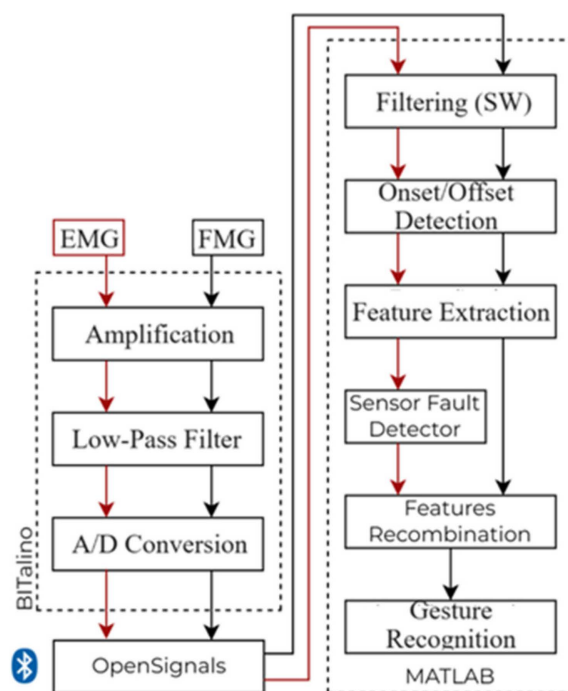 EMG
FMG
Amplification
Low-Pass Filter
A/D Conversion
BITalino
OpenSignals
Filtering (SW)
Onset/Offset
Detection
Feature Extraction
Sensor Fault
Detector
Features
Recombination
Gesture
Recognition
MATLAB